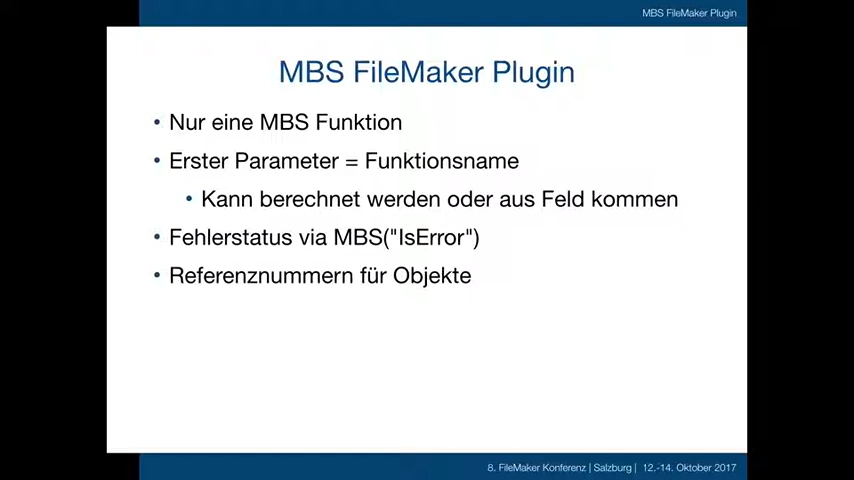 MBS FileMaker Plugin
MBS FileMaker Plugin
• Nur eine MBS Funktion
• Erster Parameter = Funktionsname
• Kann berechnet werden oder aus Feld kommen
• Fehlerstatus via MBS("IsError")
• Referenznummern für Objekte
8. FileMaker Konferenz | Salzburg | 12.-14. Oktober 2017